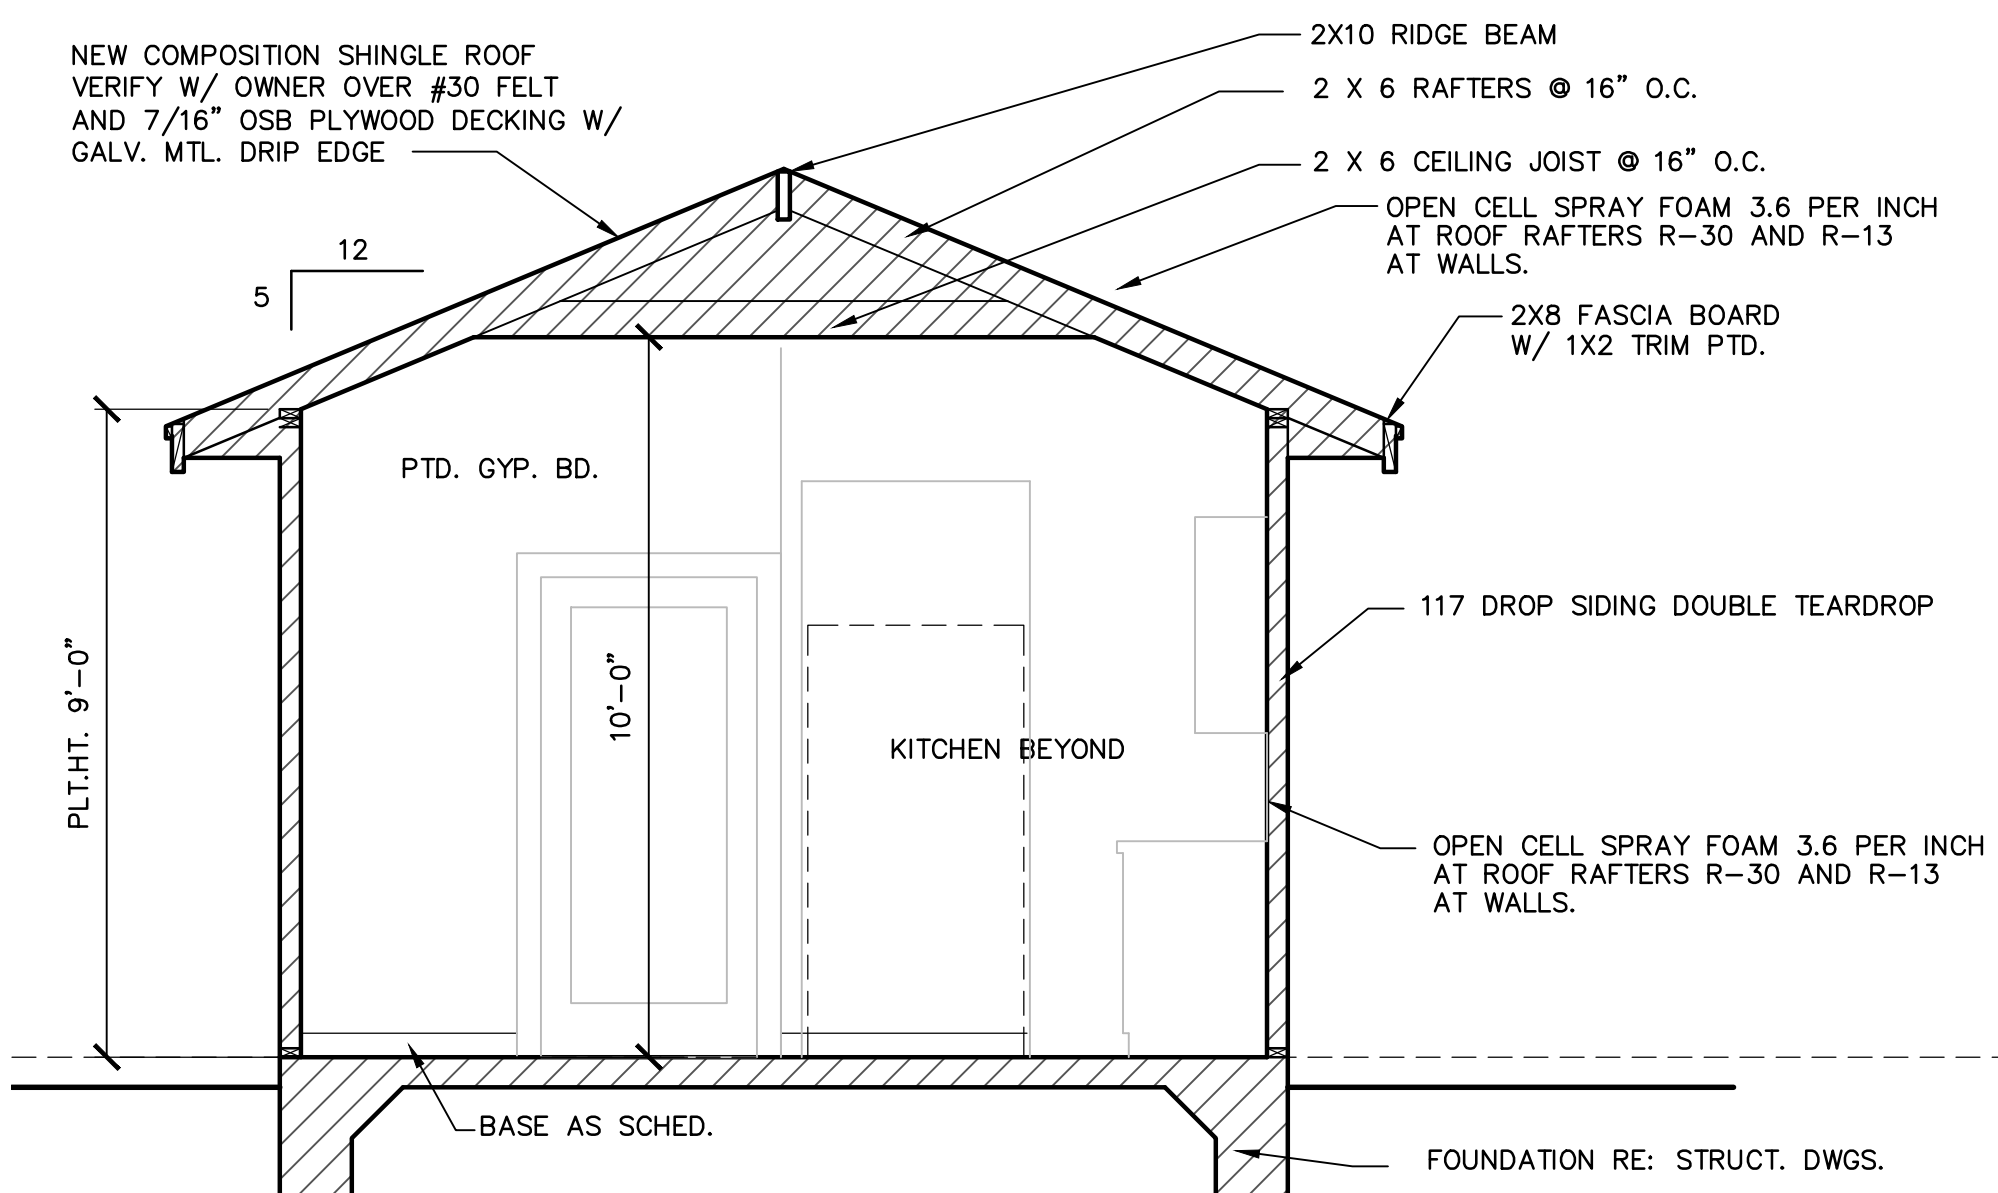 NEW COMPOSITION SHINGLE ROOF
VERIFY W/ OWNER OVER #30 FELT
AND 7/16" OSB PLYWOOD DECKING W/
GALV. MTL. DRIP EDGE
2X10 RIDGE BEAM
2 X 6 RAFTERS @ 16" O.C.
2 X 6 CEILING JOIST @ 16" O.C.
OPEN CELL SPRAY FOAM 3.6 PER INCH
AT ROOF RAFTERS R-30 AND R-13
AT WALLS.
12
5
2X8 FASCIA BOARD
W/ 1X2 TRIM PTD.
PTD. GYP. BD.
117 DROP SIDING DOUBLE TEARDROP
PLT.HT. 9'-0"
10'-0"
KITCHEN BEYOND
OPEN CELL SPRAY FOAM 3.6 PER INCH
AT ROOF RAFTERS R-30 AND R-13
AT WALLS.
BASE AS SCHED.
FOUNDATION RE: STRUCT. DWGS.